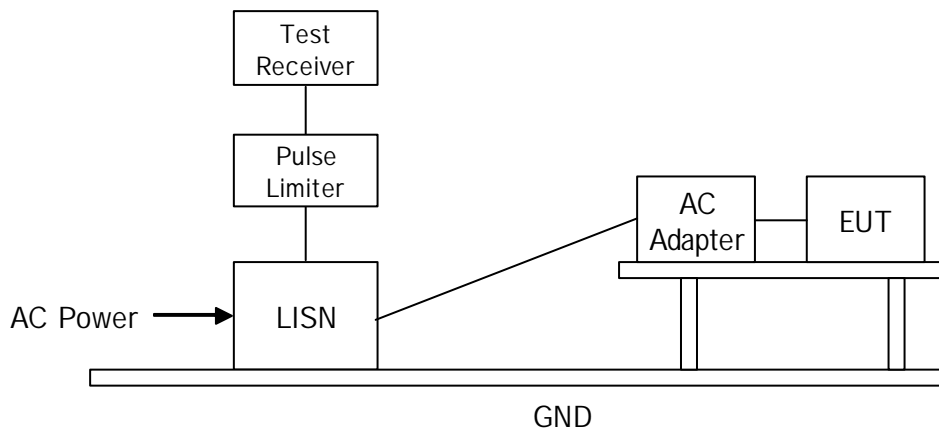 Test
Receiver
Pulse
Limiter
AC
Adapter
EUT
AC Power
LISN
GND